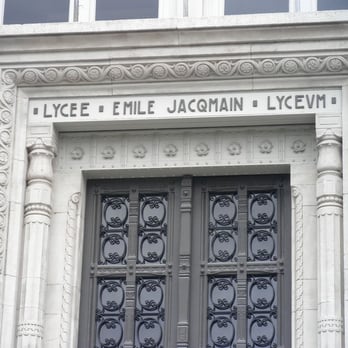 ▪ LYCEE ▪ EMILE JACQMAIN ▪ LYCEVM ▪